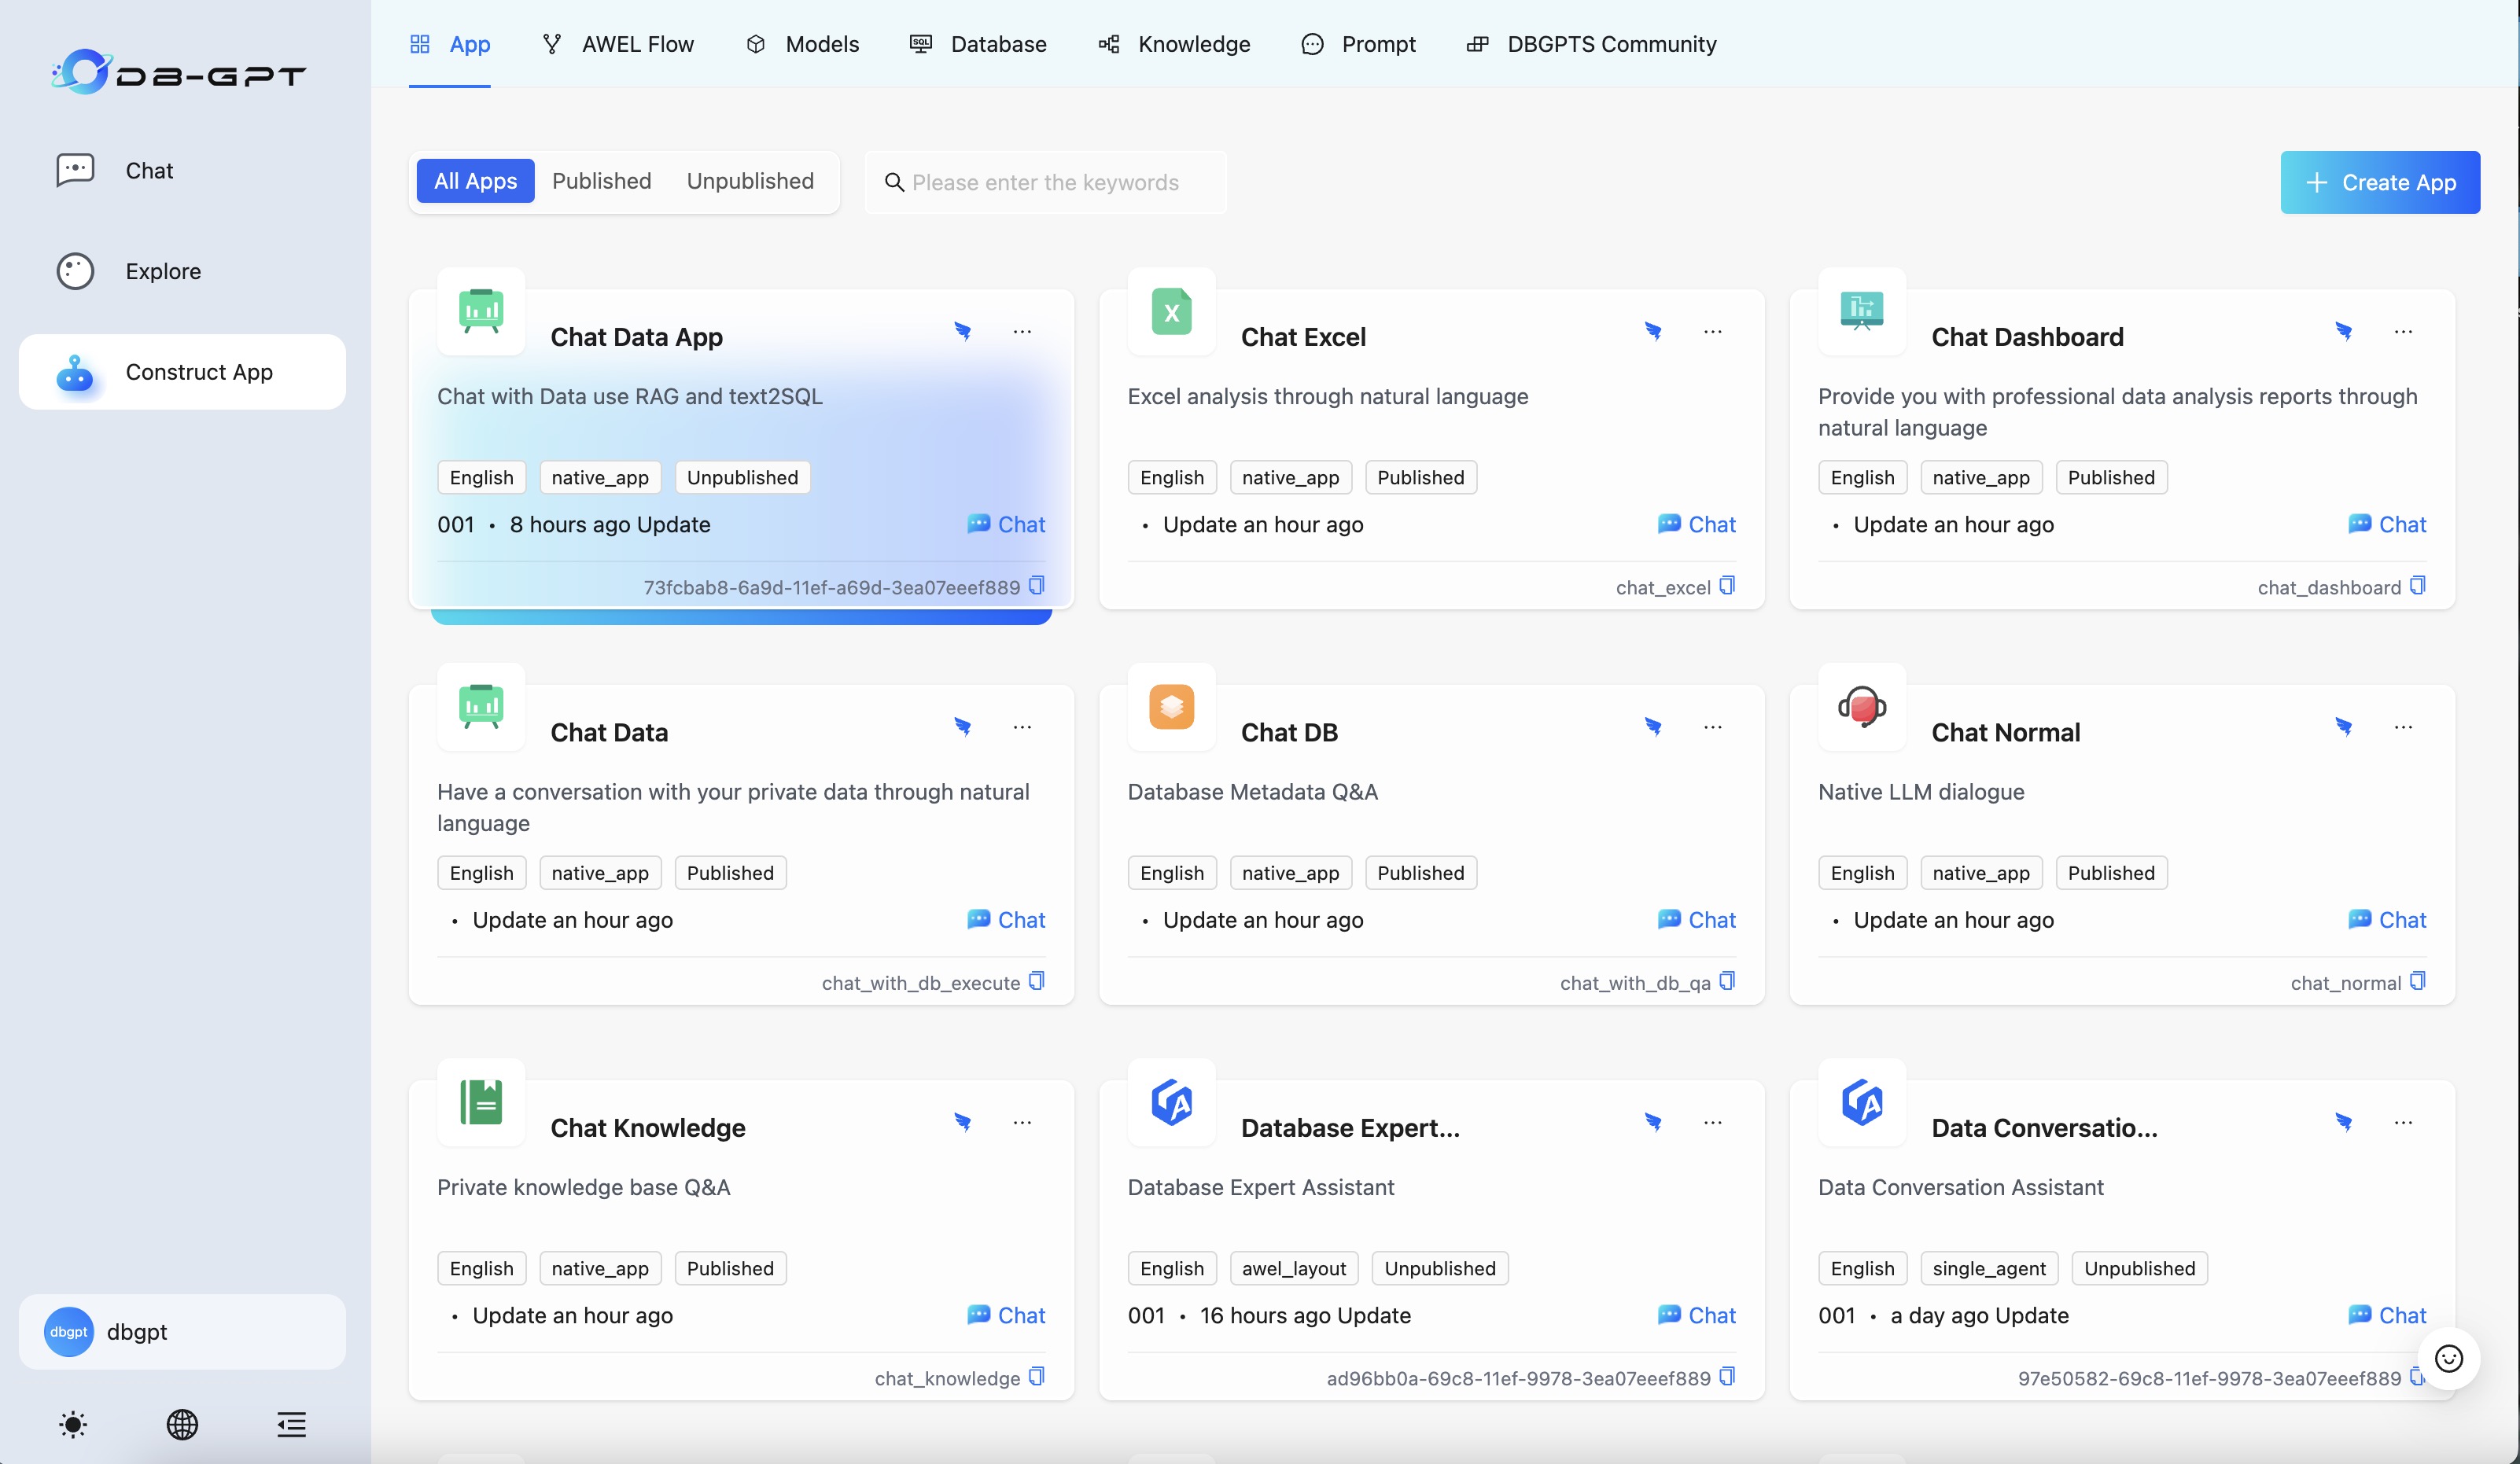 DB-GPT
Chat
Explore
Construct App
dbgpt
dbgpt
App
AWEL Flow
Models
SQL
Database
Knowledge
Prompt
DBGPTS Community
All Apps
Published
Unpublished
Please enter the keywords
Create App
Chat Data App
Chat with Data use RAG and text2SQL
English native_app Unpublished
001 • 8 hours ago Update
Chat
73fcbab8-6a9d-11ef-a69d-3ea07eeef889
X
Chat Excel
Excel analysis through natural language
English native_app Published
• Update an hour ago
Chat
chat_excel
Chat Dashboard
Provide you with professional data analysis reports through
natural language
English native_app Published
• Update an hour ago
Chat
chat_dashboard
Chat Data
Have a conversation with your private data through natural
language
English native_app Published
• Update an hour ago
Chat
chat_with_db_execute
Chat DB
Database Metadata Q&A
English native_app Published
• Update an hour ago
Chat
chat_with_db_qa
Chat Normal
Native LLM dialogue
English native_app Published
• Update an hour ago
Chat
chat_normal
Chat Knowledge
Private knowledge base Q&A
English native_app Published
• Update an hour ago
Chat
chat_knowledge
Database Expert...
Database Expert Assistant
English awel_layout Unpublished
001 • 16 hours ago Update
Chat
ad96bb0a-69c8-11ef-9978-3ea07eeef889
Data Conversatio...
Data Conversation Assistant
English single_agent Unpublished
001 • a day ago Update
Chat
97e50582-69c8-11ef-9978-3ea07eeef889